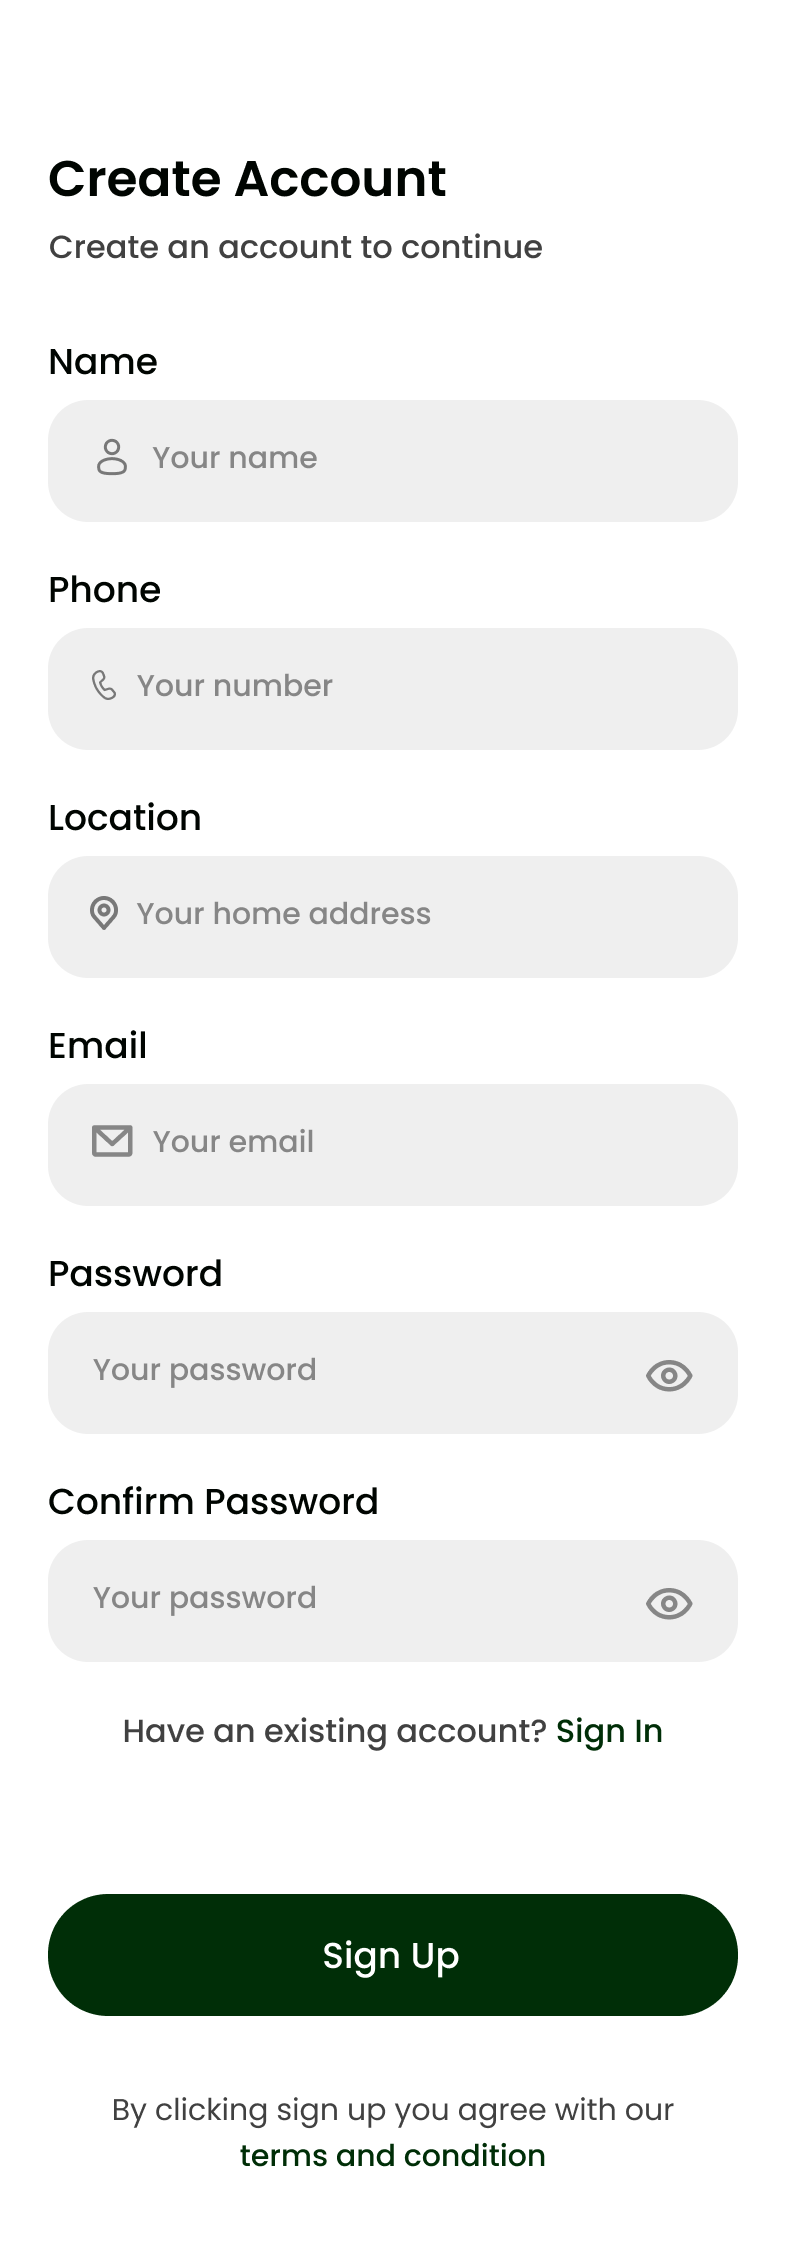 Create Account
Create an account to continue
Name
Your name
Phone
Your number
Location
Your home address
Email
Your email
Password
Your password
Confirm Password
Your password
Have an existing account? Sign In
Sign Up
By clicking sign up you agree with our
terms and condition